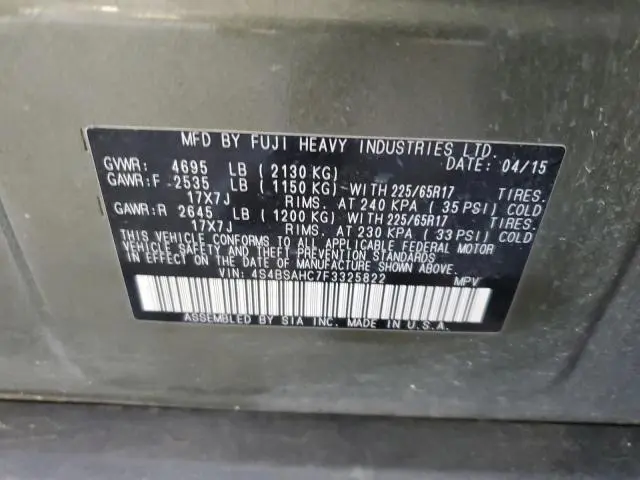 MFD BY FUJI HEAVY INDUSTRIES LTD.
GVWR: 4695 LB ( 2130 KG) DATE: 04/15
GAWR:F -2535 LB ( 1150 KG)-WITH 225/65R17 TIRES.
17X7J RIMS. AT 240 KPA ( 35 PSI) COLD
GAWR:R 2645 LB ( 1200 KG)-WITH 225/65R17 TIRES.
17X7J RIMS. AT 230 KPA ( 33 PSI) COLD
THIS VEHICLE CONFORMS TO ALL APPLICABLE FEDERAL MOTOR
VEHICLE SAFETY AND THEFT PREVENTION STANDARDS IN EFFECT
ON THE DATE OF MANUFACTURE SHOWN ABOVE.
VIN: 4S4BSAHC7F3325822 MPV
ASSEMBLED BY SIA INC. MADE IN U.S.A.